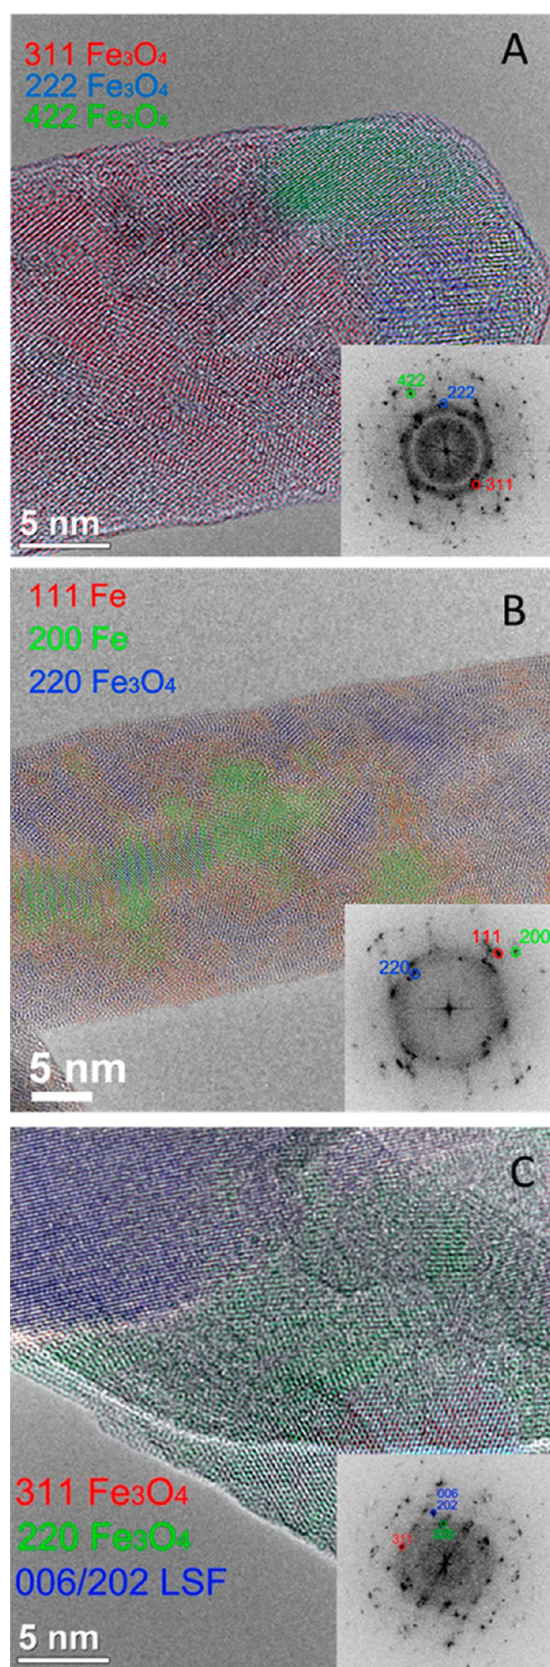 A
311 Fe₃O₄
222 Fe₃O₄
422 Fe₃O₄
422
222
311
5 nm
B
111 Fe
200 Fe
220 Fe₃O₄
111
200
220
5 nm
C
006
202
311
311 Fe₃O₄
220 Fe₃O₄
006/202 LSF
5 nm